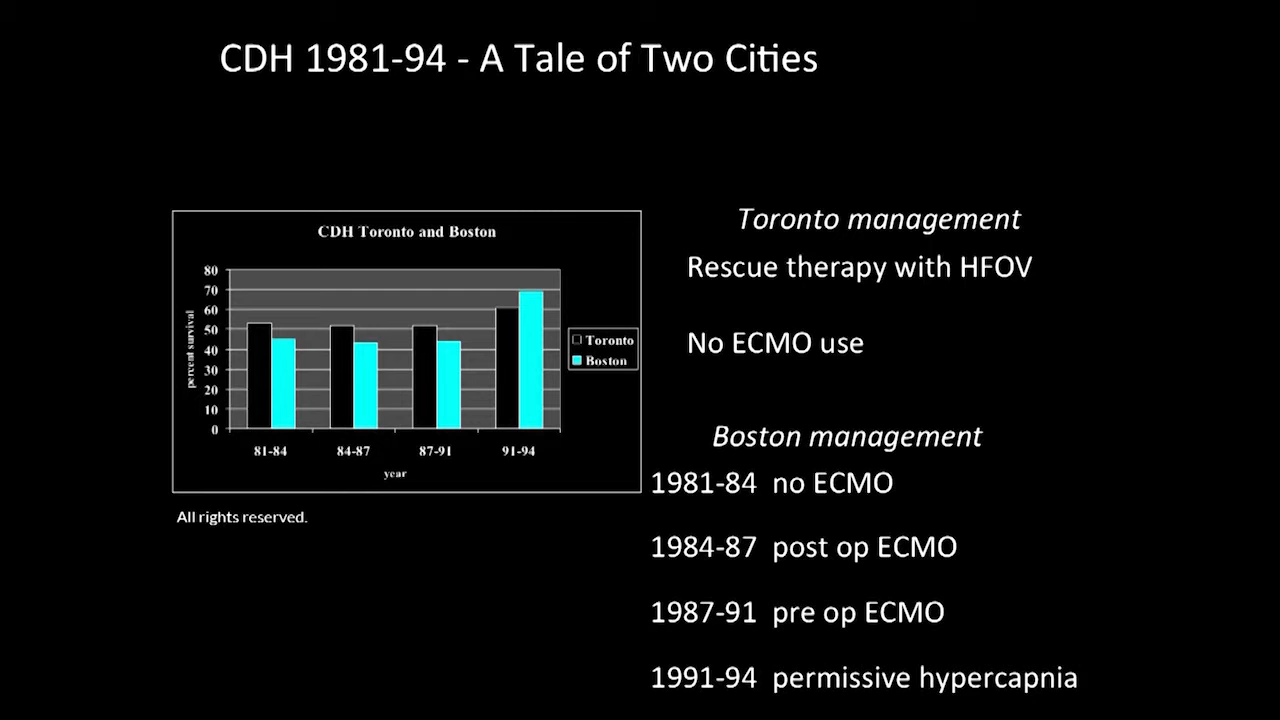 CDH 1981-94 - A Tale of Two Cities
CDH Toronto and Boston
80
70
60
50
40
30
20
10
0
percent survival
81-84 84-87 87-91 91-94
year
Toronto
Boston
All rights reserved.
Toronto management
Rescue therapy with HFOV
No ECMO use
Boston management
1981-84 no ECMO
1984-87 post op ECMO
1987-91 pre op ECMO
1991-94 permissive hypercapnia